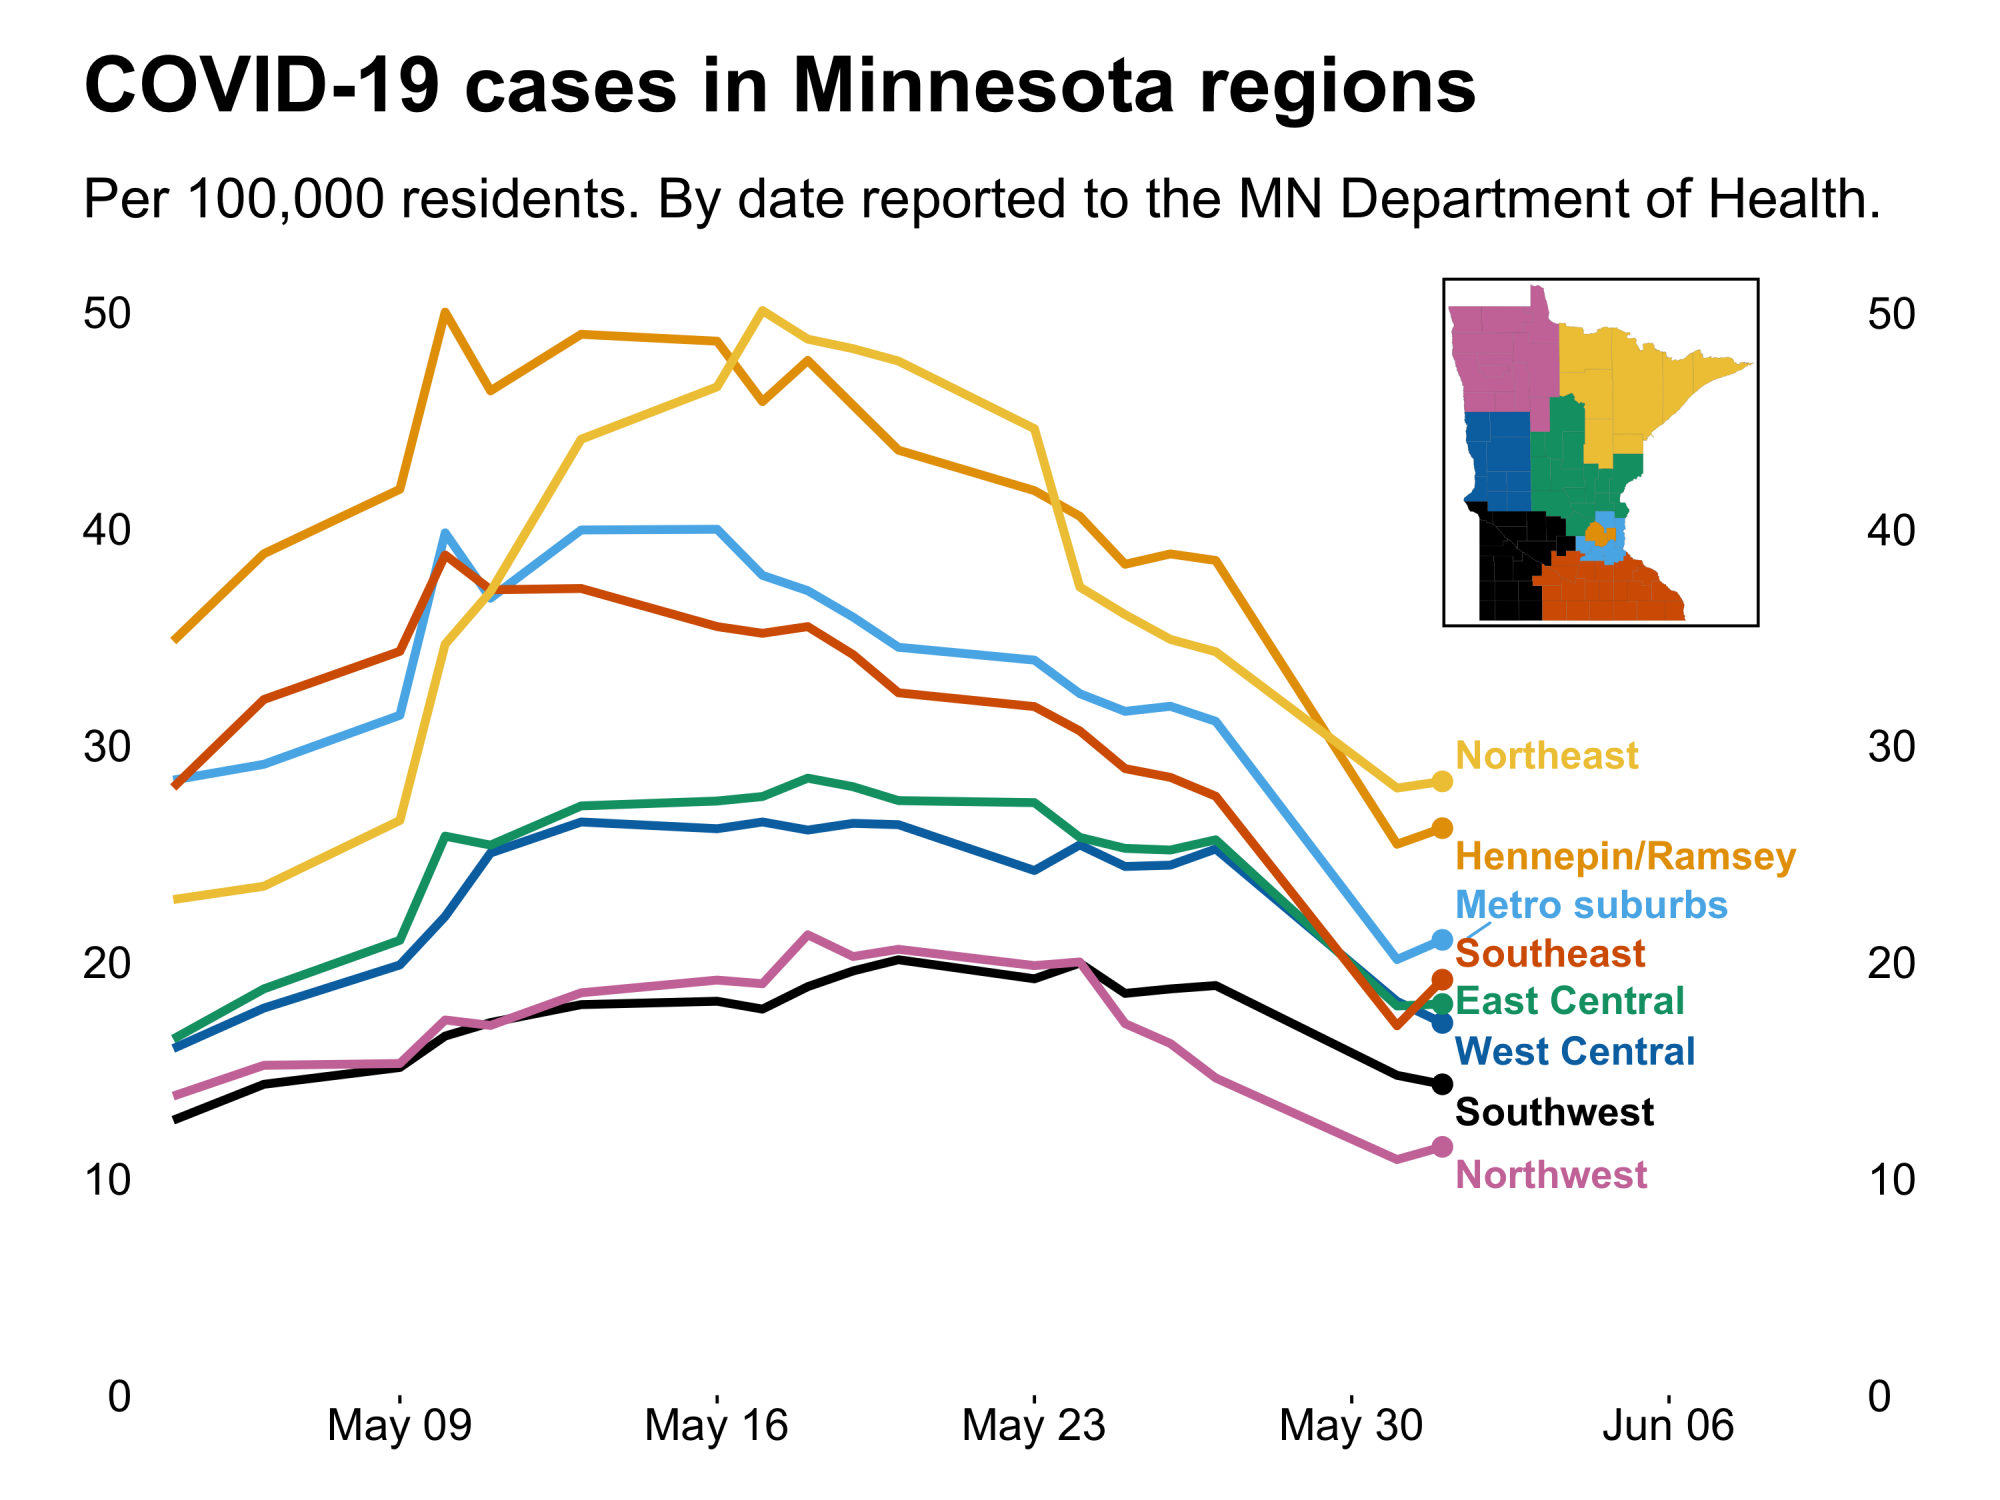 COVID-19 cases in Minnesota regions
Per 100,000 residents. By date reported to the MN Department of Health.
50 50
40 40
30 30
Northeast
Hennepin/Ramsey
Metro suburbs
Southeast
20 20
East Central
West Central
Southwest
Northwest
10 10
0 0
May 09 May 16 May 23 May 30 Jun 06